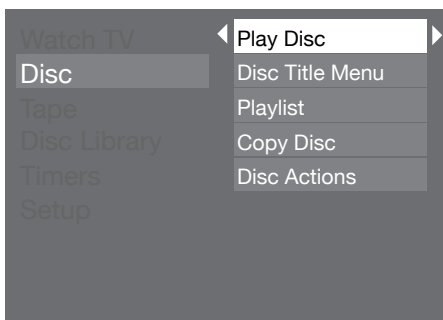 Watch TV
Disc
Tape
Disc Library
Timers
Setup
Play Disc
Disc Title Menu
Playlist
Copy Disc
Disc Actions